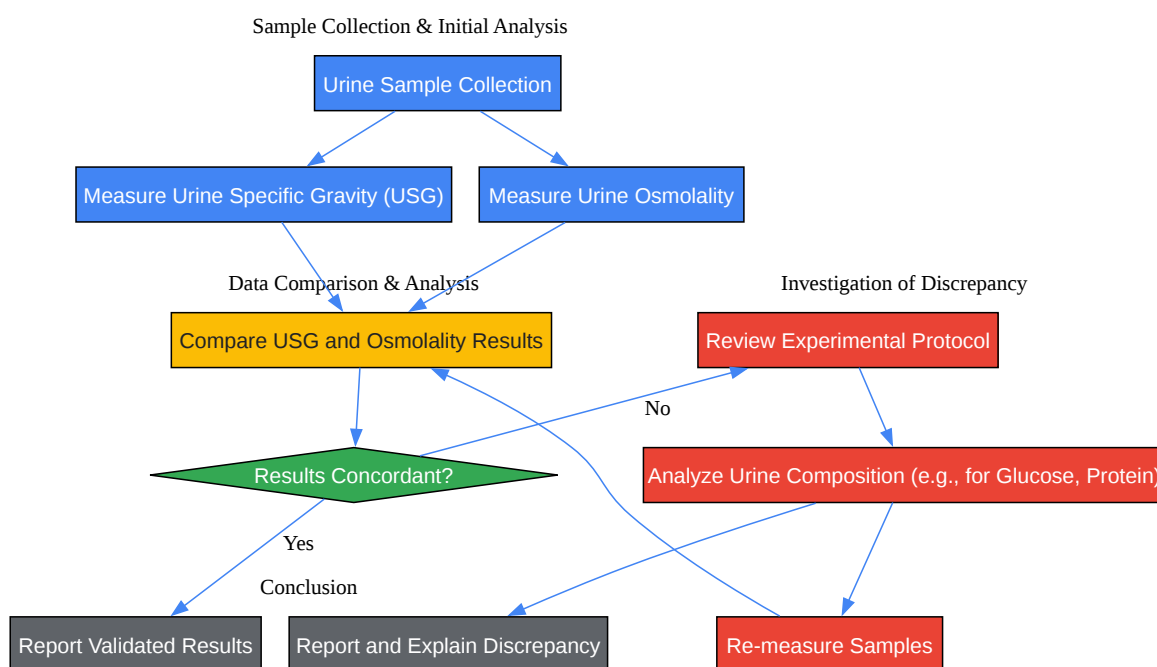 Sample Collection & Initial Analysis
Urine Sample Collection
Measure Urine Specific Gravity (USG)
Measure Urine Osmolality
Data Comparison & Analysis
Investigation of Discrepancy
Compare USG and Osmolality Results
Review Experimental Protocol
No
Results Concordant?
Analyze Urine Composition (e.g., for Glucose, Protein)
Yes
Conclusion
Report Validated Results
Report and Explain Discrepancy
Re-measure Samples